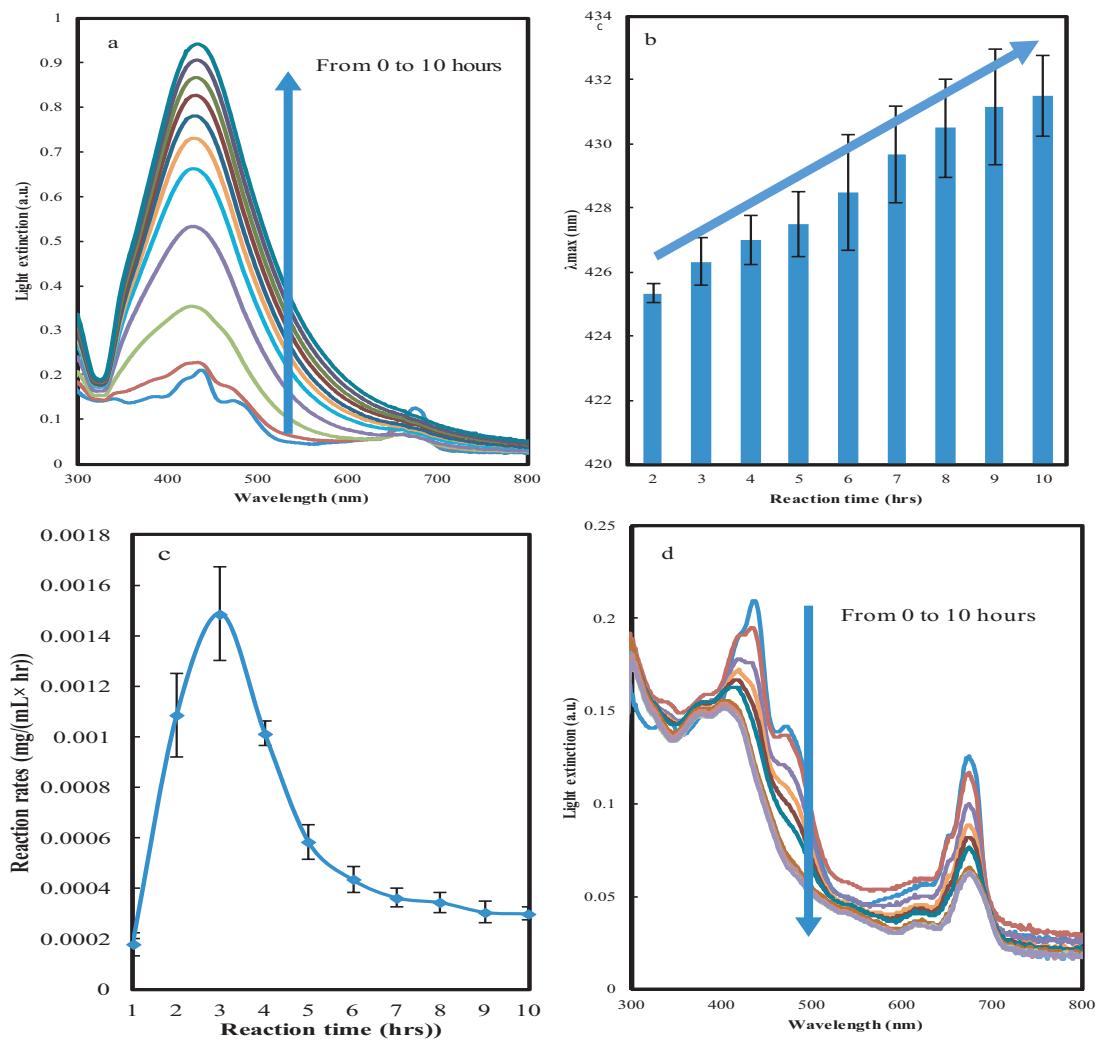 a
From 0 to 10 hours
Light extinction (a.u.)
1
0.9
0.8
0.7
0.6
0.5
0.4
0.3
0.2
0.1
0
300 400 500 600 700 800
Wavelength (nm)
b
c
λmax (nm)
434
432
430
428
426
424
422
420
2 3 4 5 6 7 8 9 10
Reaction time (hrs)
c
Reaction rates (mg/(mL× hr))
0.0018
0.0016
0.0014
0.0012
0.001
0.0008
0.0006
0.0004
0.0002
0
1 2 3 4 5 6 7 8 9 10
Reaction time (hrs))
d
From 0 to 10 hours
Light extinction (a.u.)
0.25
0.2
0.15
0.1
0.05
0
300 400 500 600 700 800
Wavelength (nm)